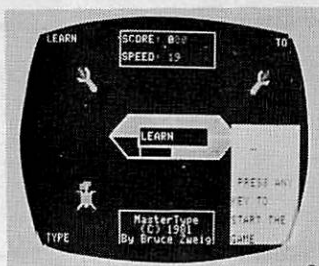 LEARN
TO
SCORE: 000
SPEED: 19
LEARN
PRESS ANY
KEY TO
START THE
GAME
TYPE
MasterType
(C) 1981
By Bruce Zweig